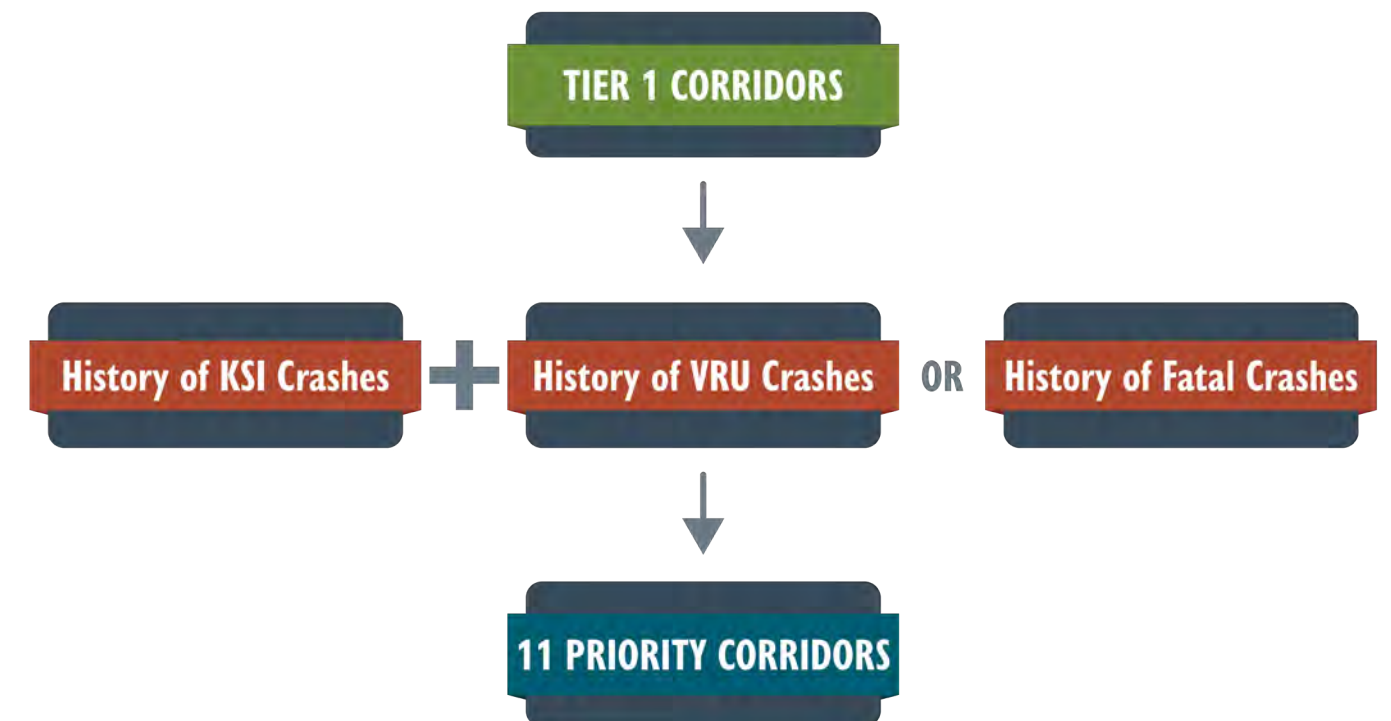 TIER 1 CORRIDORS
History of KSI Crashes + History of VRU Crashes OR History of Fatal Crashes
11 PRIORITY CORRIDORS